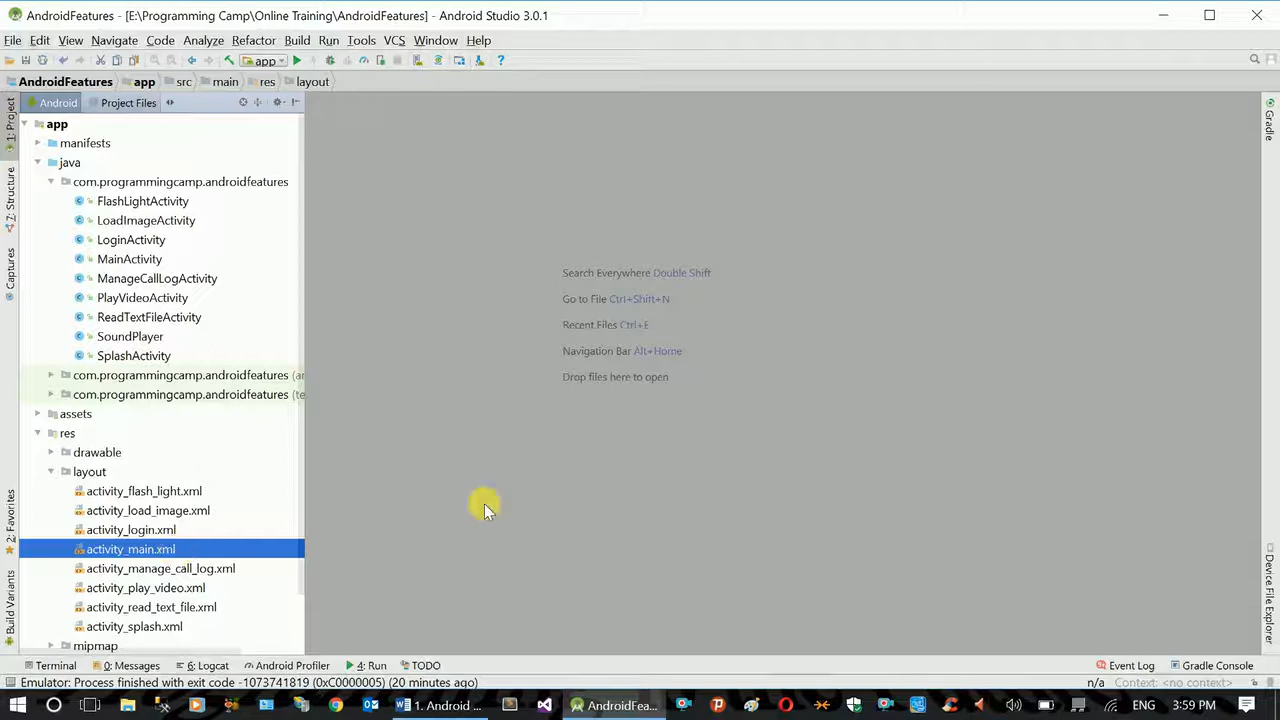 AndroidFeatures - [E:\Programming Camp\Online Training\AndroidFeatures] - Android Studio 3.0.1
File Edit View Navigate Code Analyze Refactor Build Run Tools VCS Window Help
app
AndroidFeatures app src main res layout
Android Project Files
1: Project
7: Structure
Captures
2: Favorites
Build Variants
app
manifests
java
com.programmingcamp.androidfeatures
FlashLightActivity
LoadImageActivity
LoginActivity
MainActivity
ManageCallLogActivity
PlayVideoActivity
ReadTextFileActivity
SoundPlayer
SplashActivity
com.programmingcamp.androidfeatures (ar
com.programmingcamp.androidfeatures (te
assets
res
drawable
layout
activity_flash_light.xml
activity_load_image.xml
activity_login.xml
activity_main.xml
activity_manage_call_log.xml
activity_play_video.xml
activity_read_text_file.xml
activity_splash.xml
mipmap
Search Everywhere Double Shift
Go to File Ctrl+Shift+N
Recent Files Ctrl+E
Navigation Bar Alt+Home
Drop files here to open
Gradle
Device File Explorer
Terminal 0: Messages 6: Logcat Android Profiler 4: Run TODO Event Log Gradle Console
Emulator: Process finished with exit code -1073741819 (0xC0000005) (20 minutes ago) n/a Context: <no context>
1. Android ... AndroidFea... ENG 3:59 PM